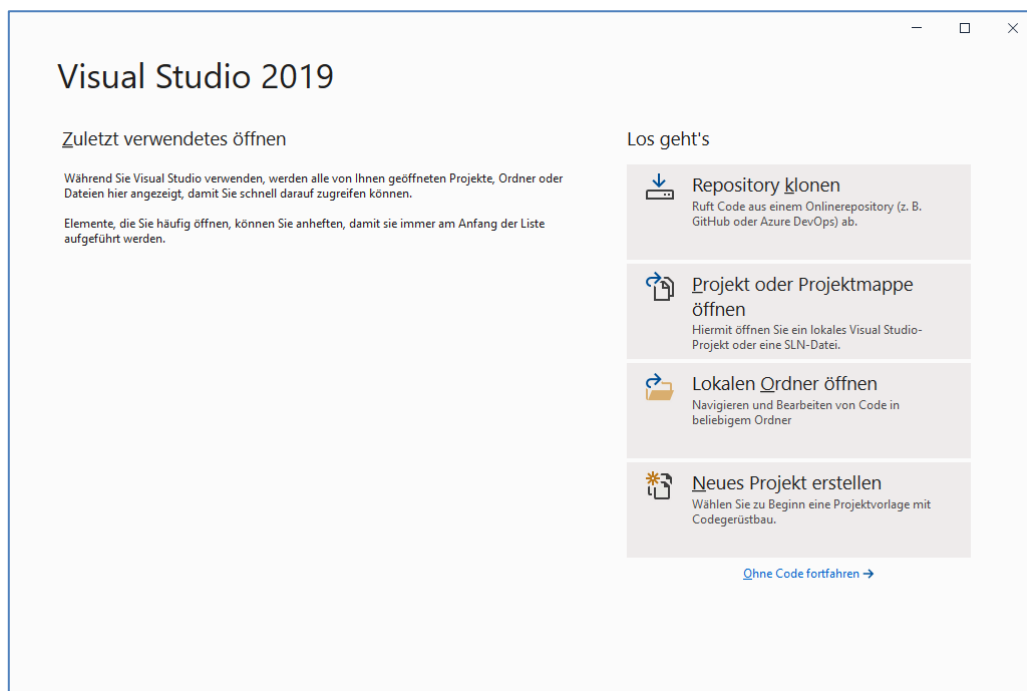 Visual Studio 2019
Zuletzt verwendetes öffnen
Während Sie Visual Studio verwenden, werden alle von Ihnen geöffneten Projekte, Ordner oder
Dateien hier angezeigt, damit Sie schnell darauf zugreifen können.
Elemente, die Sie häufig öffnen, können Sie anheften, damit sie immer am Anfang der Liste
aufgeführt werden.
Los geht's
Repository klonen
Ruft Code aus einem Onlinerepository (z. B.
GitHub oder Azure DevOps) ab.
Projekt oder Projektmappe
öffnen
Hiermit öffnen Sie ein lokales Visual Studio-
Projekt oder eine SLN-Datei.
Lokalen Ordner öffnen
Navigieren und Bearbeiten von Code in
beliebigem Ordner
Neues Projekt erstellen
Wählen Sie zu Beginn eine Projektvorlage mit
Codegerüstbau.
Ohne Code fortfahren →